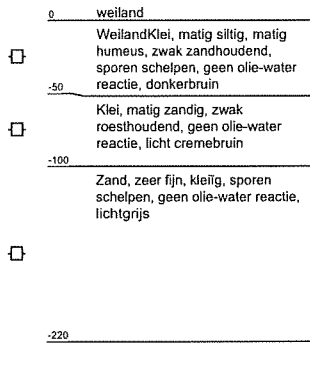 0 weiland
WeilandKlei, matig siltig, matig
humeus, zwak zandhoudend,
sporen schelpen, geen olie-water
reactie, donkerbruin
-50
Klei, matig zandig, zwak
roesthoudend, geen olie-water
reactie, licht cremebruin
-100
Zand, zeer fijn, kleiïg, sporen
schelpen, geen olie-water reactie,
lichtgrijs
-220